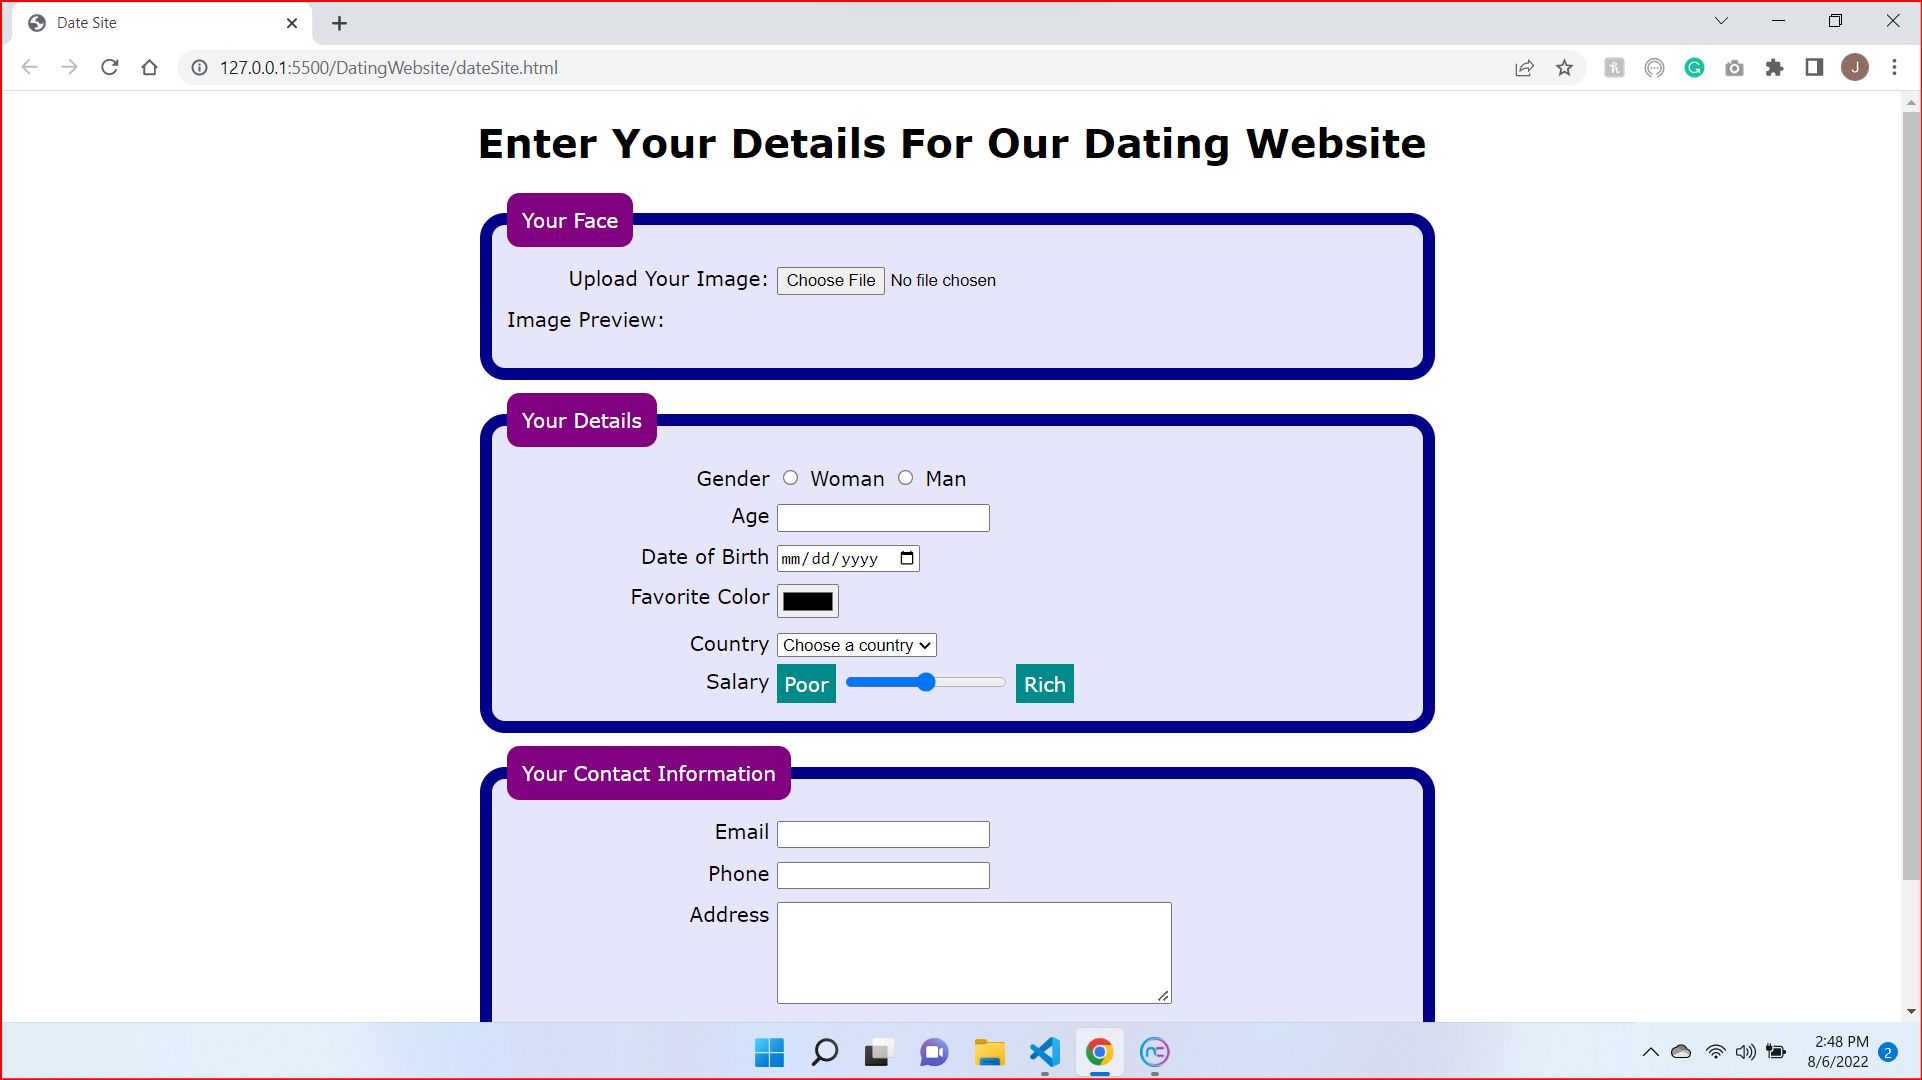 Date Site
127.0.0.1:5500/DatingWebsite/dateSite.html
J
Enter Your Details For Our Dating Website
Your Face
Upload Your Image: Choose File No file chosen
Image Preview:
Your Details
Gender Woman Man
Age
Date of Birth mm/dd/yyyy
Favorite Color
Country Choose a country
Salary Poor Rich
Your Contact Information
Email
Phone
Address
2:48 PM
8/6/2022
2